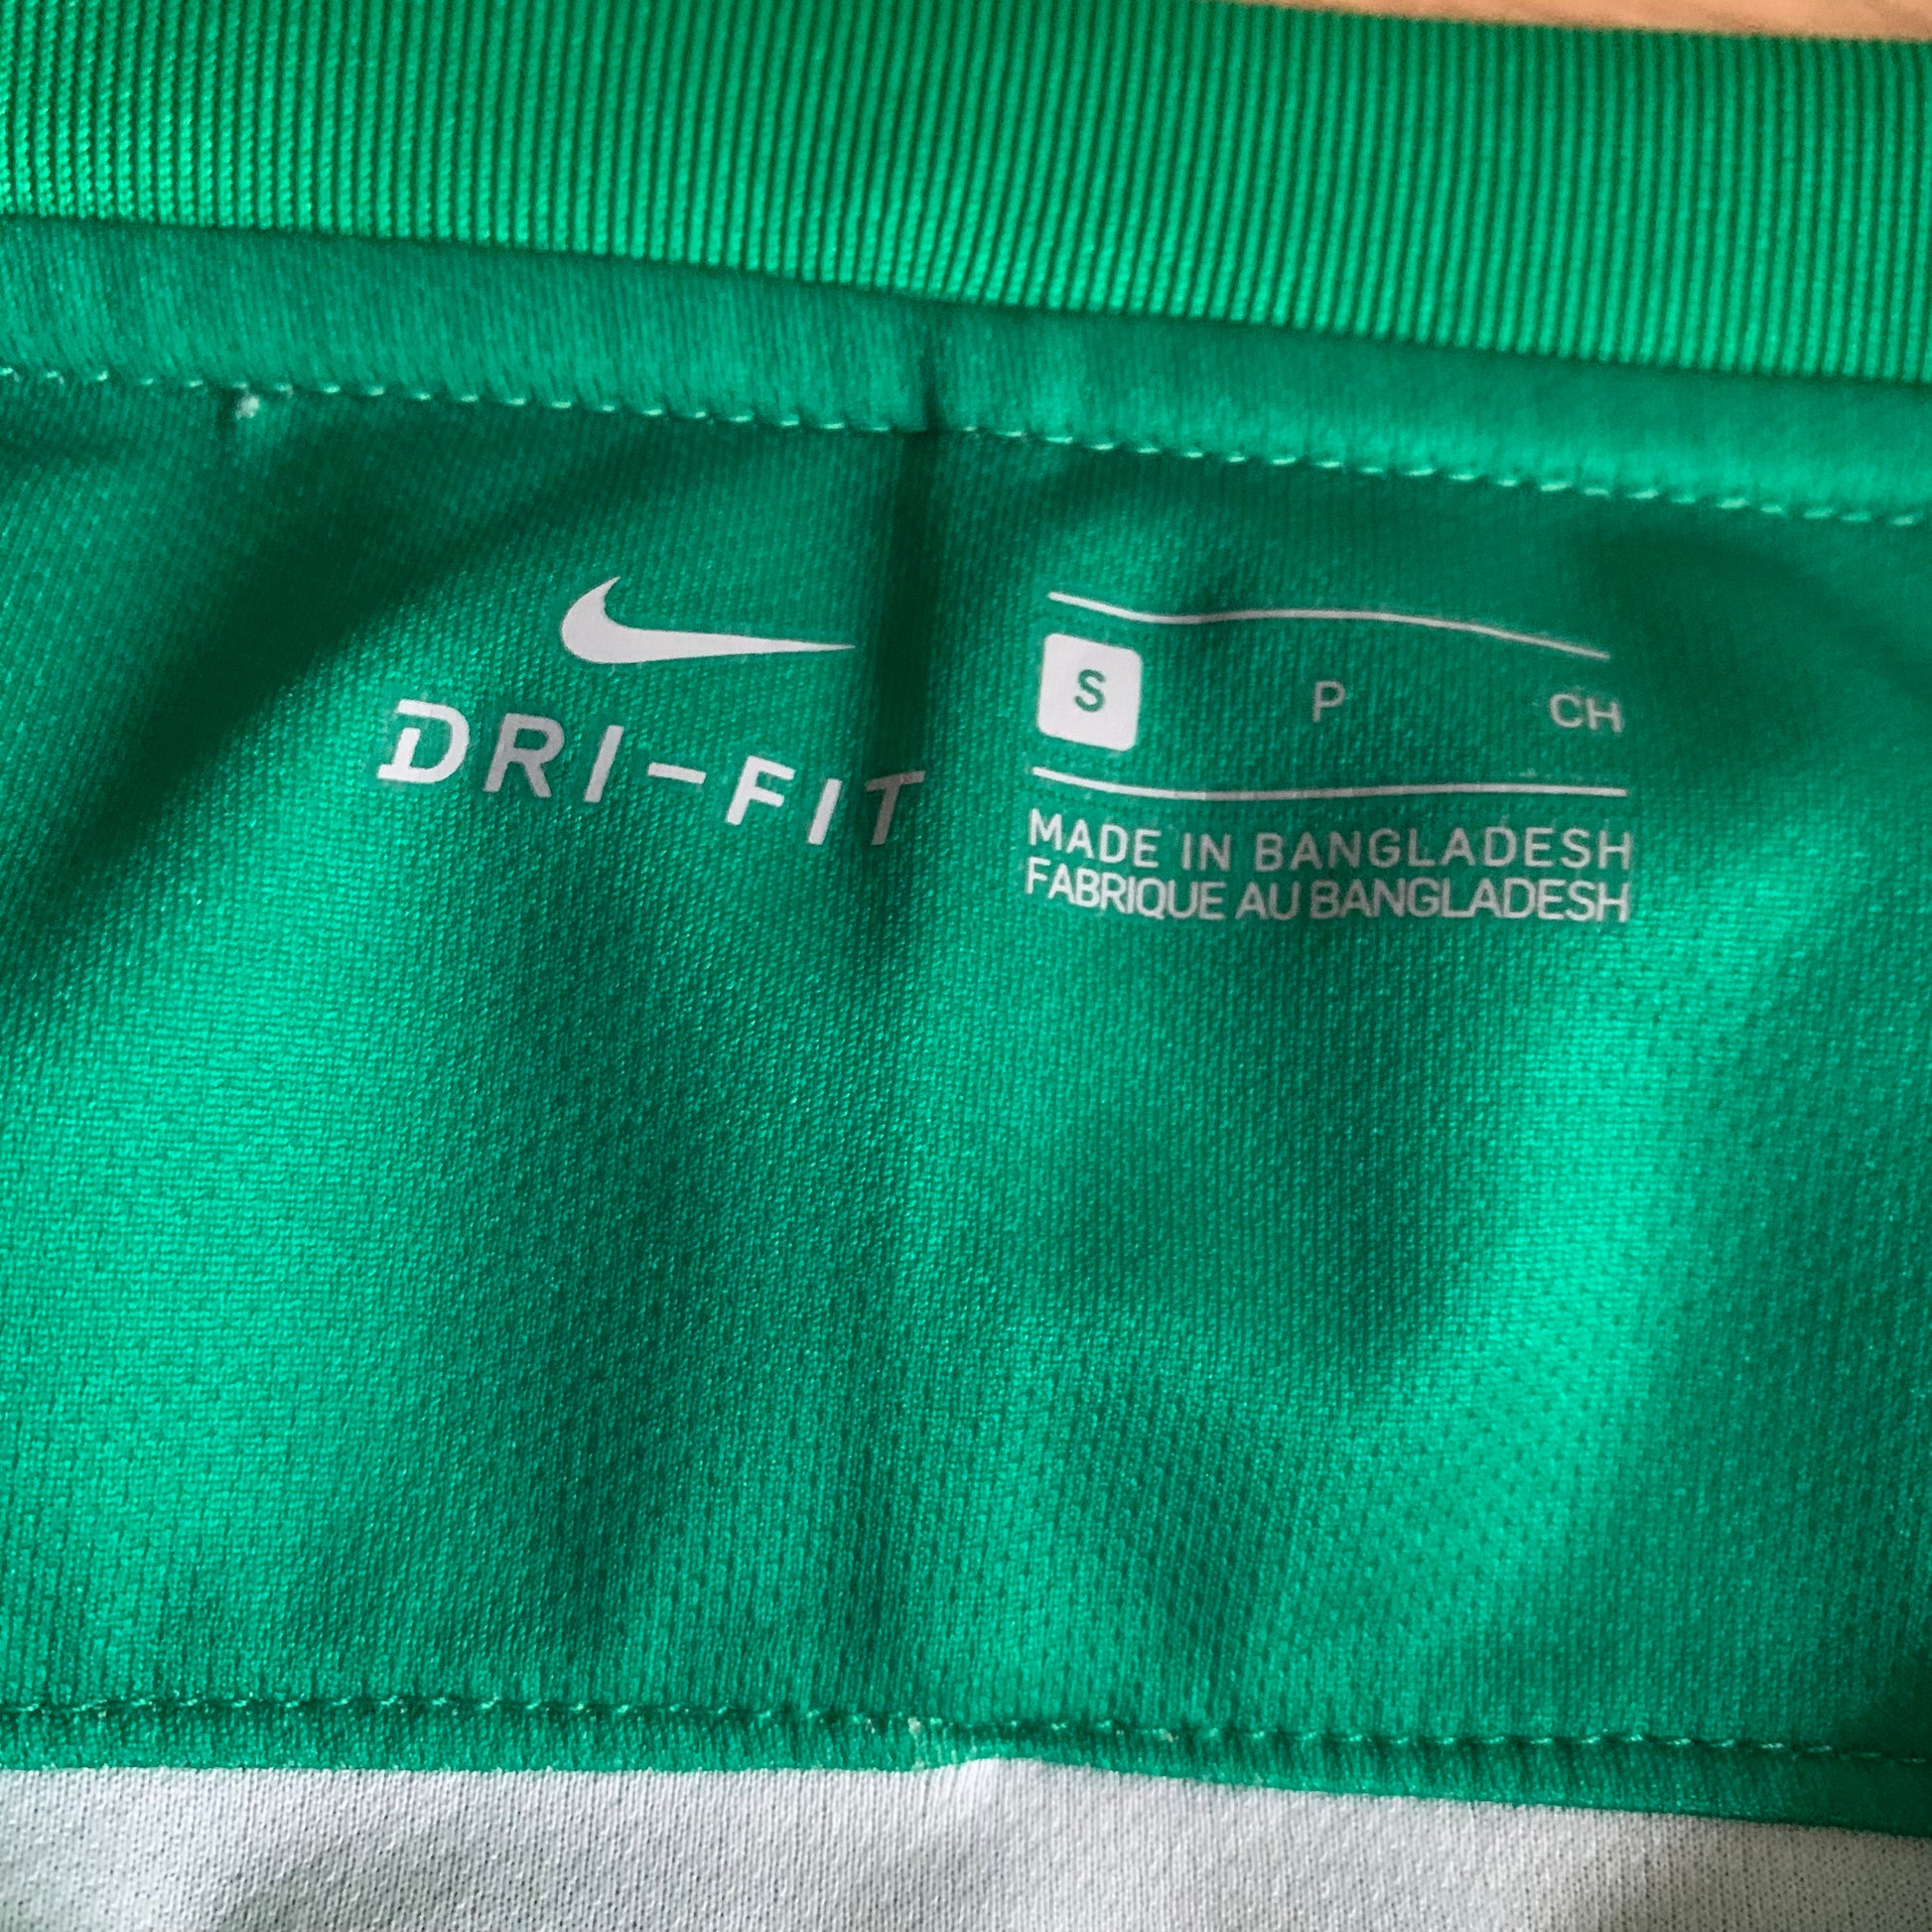 DRI-FIT
S P CH
MADE IN BANGLADESH
FABRIQUE AU BANGLADESH